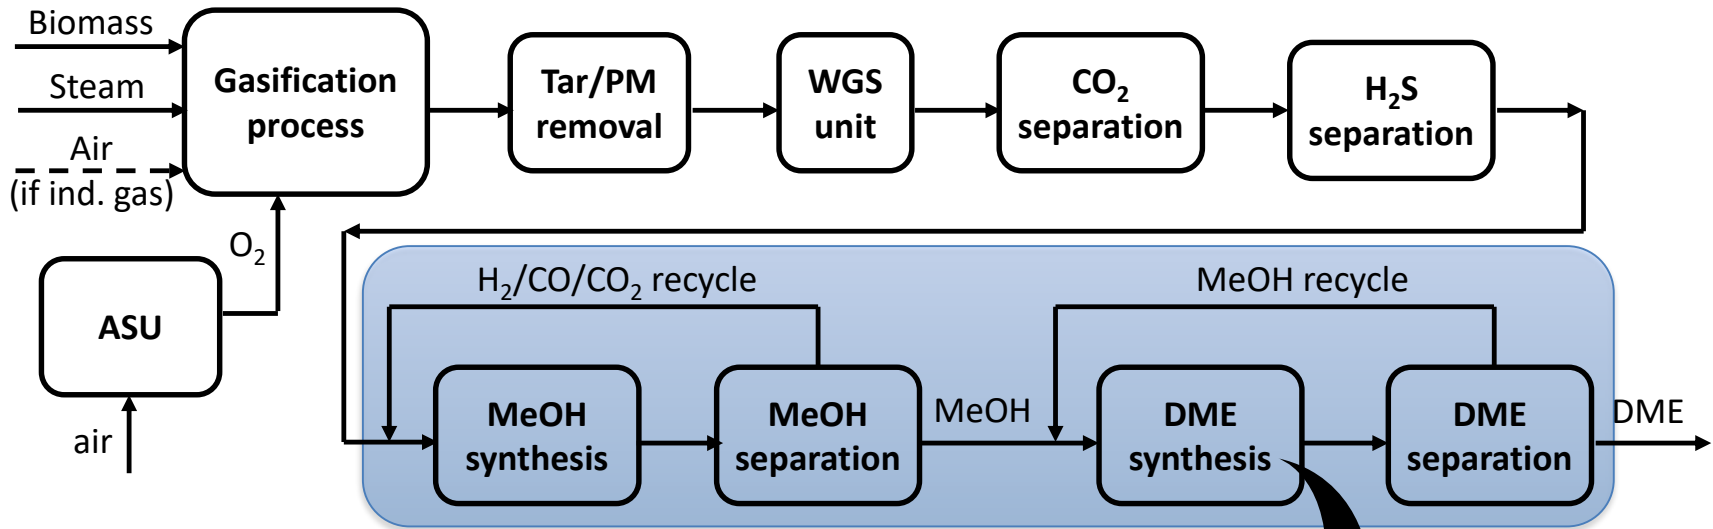 Biomass
Steam
Air
(if ind. gas)
Gasification
process
Tar/PM
removal
WGS
unit
CO₂
separation
H₂S
separation
O₂
ASU
air
H₂/CO/CO₂ recycle
MeOH recycle
MeOH
synthesis
MeOH
separation
MeOH
DME
synthesis
DME
separation
DME